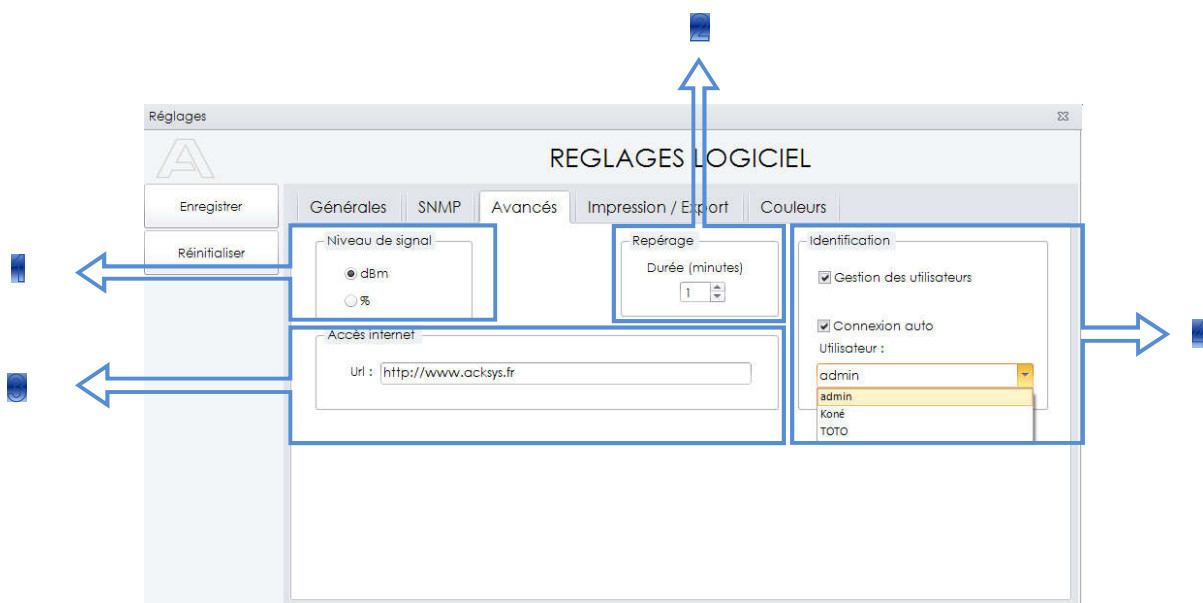 2
Réglages
REGLAGES LOGICIEL
Enregistrer
Réinitialiser
Générales
SNMP
Avancés
Impression / Export
Couleurs
1
Niveau de signal
dBm
%
Repérage
Durée (minutes)
1
Identification
Gestion des utilisateurs
Connexion auto
Utilisateur :
admin
admin
Koné
TOTO
3
Accès internet
Url : http://www.acksys.fr